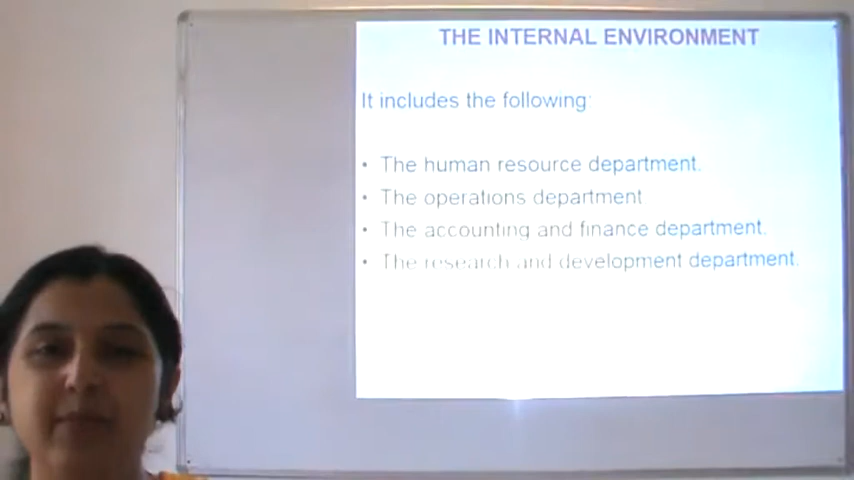 THE INTERNAL ENVIRONMENT
It includes the following:
• The human resource department.
• The operations department
• The accounting and finance department.
• The research and development department.